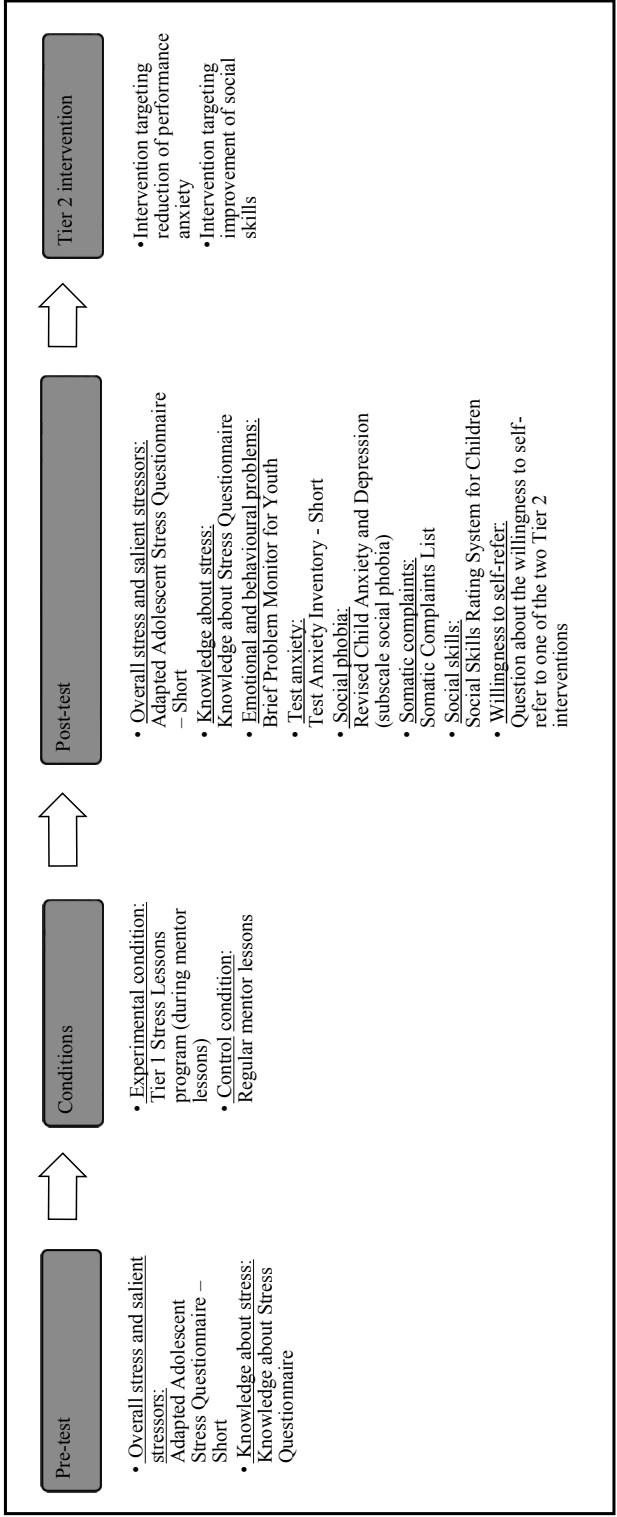 Pre-test
• Overall stress and salient
stressors:
Adapted Adolescent
Stress Questionnaire –
Short
• Knowledge about stress:
Knowledge about Stress
Questionnaire
Conditions
• Experimental condition:
Tier 1 Stress Lessons
program (during mentor
lessons)
• Control condition:
Regular mentor lessons
Post-test
• Overall stress and salient stressors:
Adapted Adolescent Stress Questionnaire
– Short
• Knowledge about stress:
Knowledge about Stress Questionnaire
• Emotional and behavioural problems:
Brief Problem Monitor for Youth
• Test anxiety:
Test Anxiety Inventory - Short
• Social phobia:
Revised Child Anxiety and Depression
(subscale social phobia)
• Somatic complaints:
Somatic Complaints List
• Social skills:
Social Skills Rating System for Children
• Willingness to self-refer:
Question about the willingness to self-
refer to one of the two Tier 2
interventions
Tier 2 intervention
• Intervention targeting
reduction of performance
anxiety
• Intervention targeting
improvement of social
skills